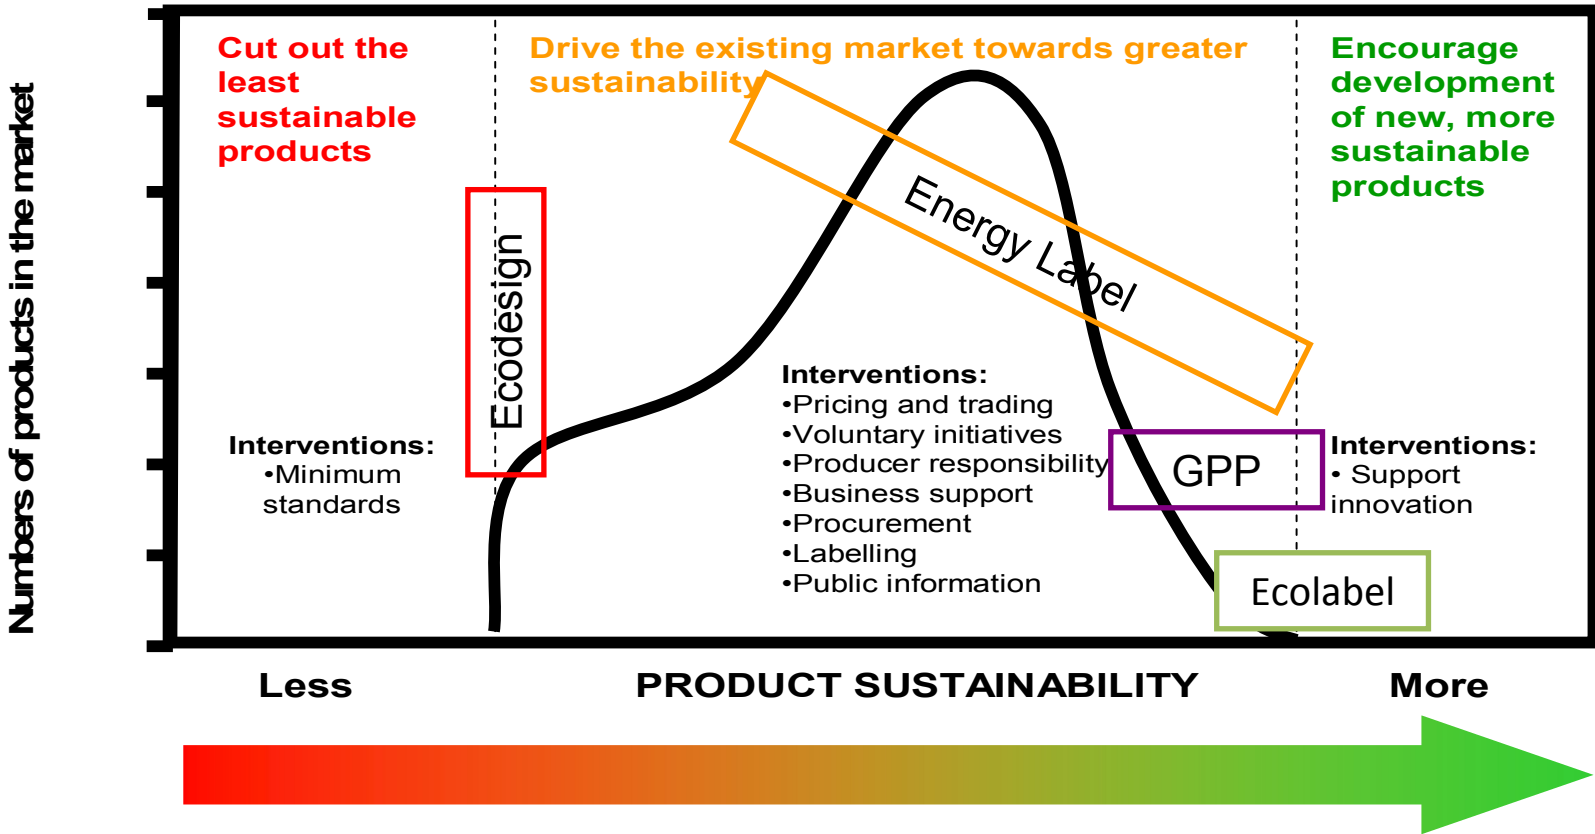 Numbers of products in the market
Cut out the
least
sustainable
products
Drive the existing market towards greater
sustainability
Encourage
development
of new, more
sustainable
products
Ecodesign
Energy Label
Interventions:
•Minimum
standards
Interventions:
•Pricing and trading
•Voluntary initiatives
•Producer responsibility
•Business support
•Procurement
•Labelling
•Public information
GPP
Interventions:
• Support
innovation
Ecolabel
Less
PRODUCT SUSTAINABILITY
More